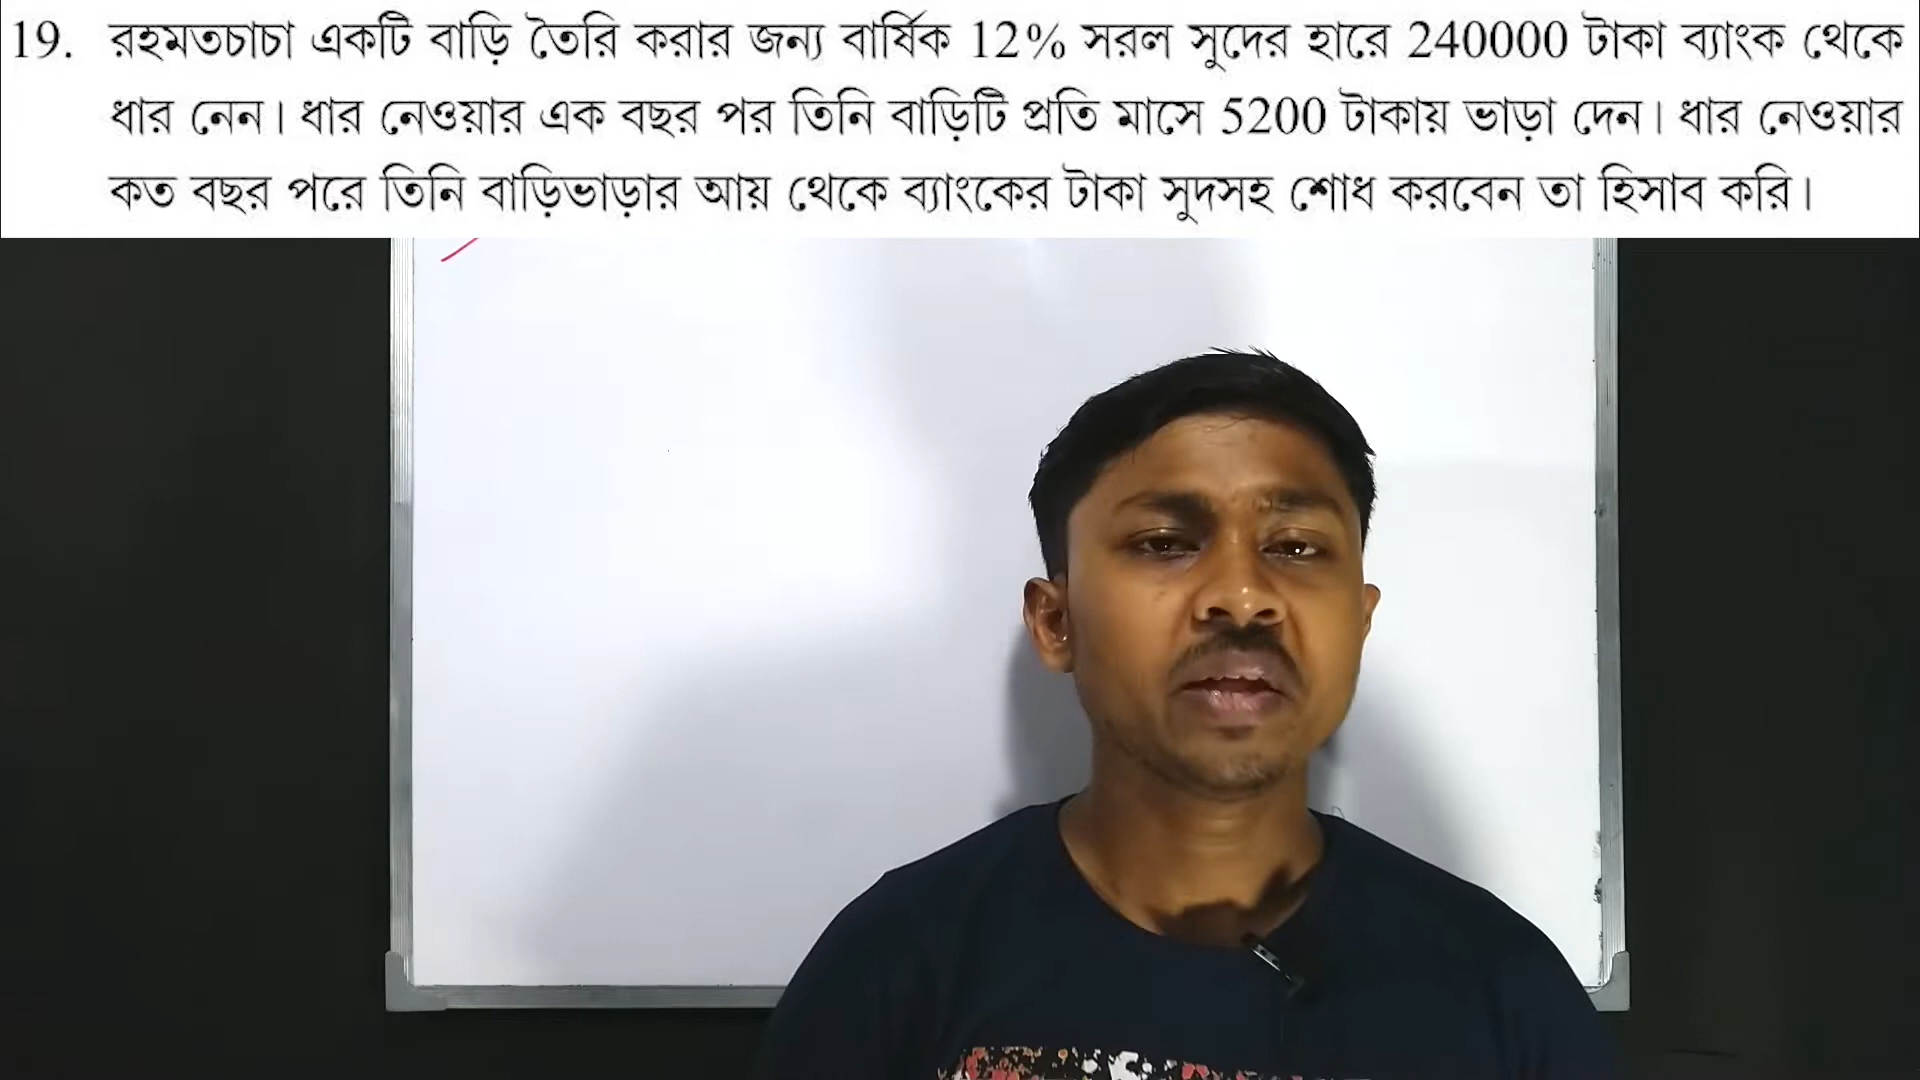 19. রহমতচাচা একটি বাড়ি তৈরি করার জন্য বার্ষিক 12% সরল সুদের হারে 240000 টাকা ব্যাংক থেকে
ধার নেন। ধার নেওয়ার এক বছর পর তিনি বাড়িটি প্রতি মাসে 5200 টাকায় ভাড়া দেন। ধার নেওয়ার
কত বছর পরে তিনি বাড়িভাড়ার আয় থেকে ব্যাংকের টাকা সুদসহ শোধ করবেন তা হিসাব করি।